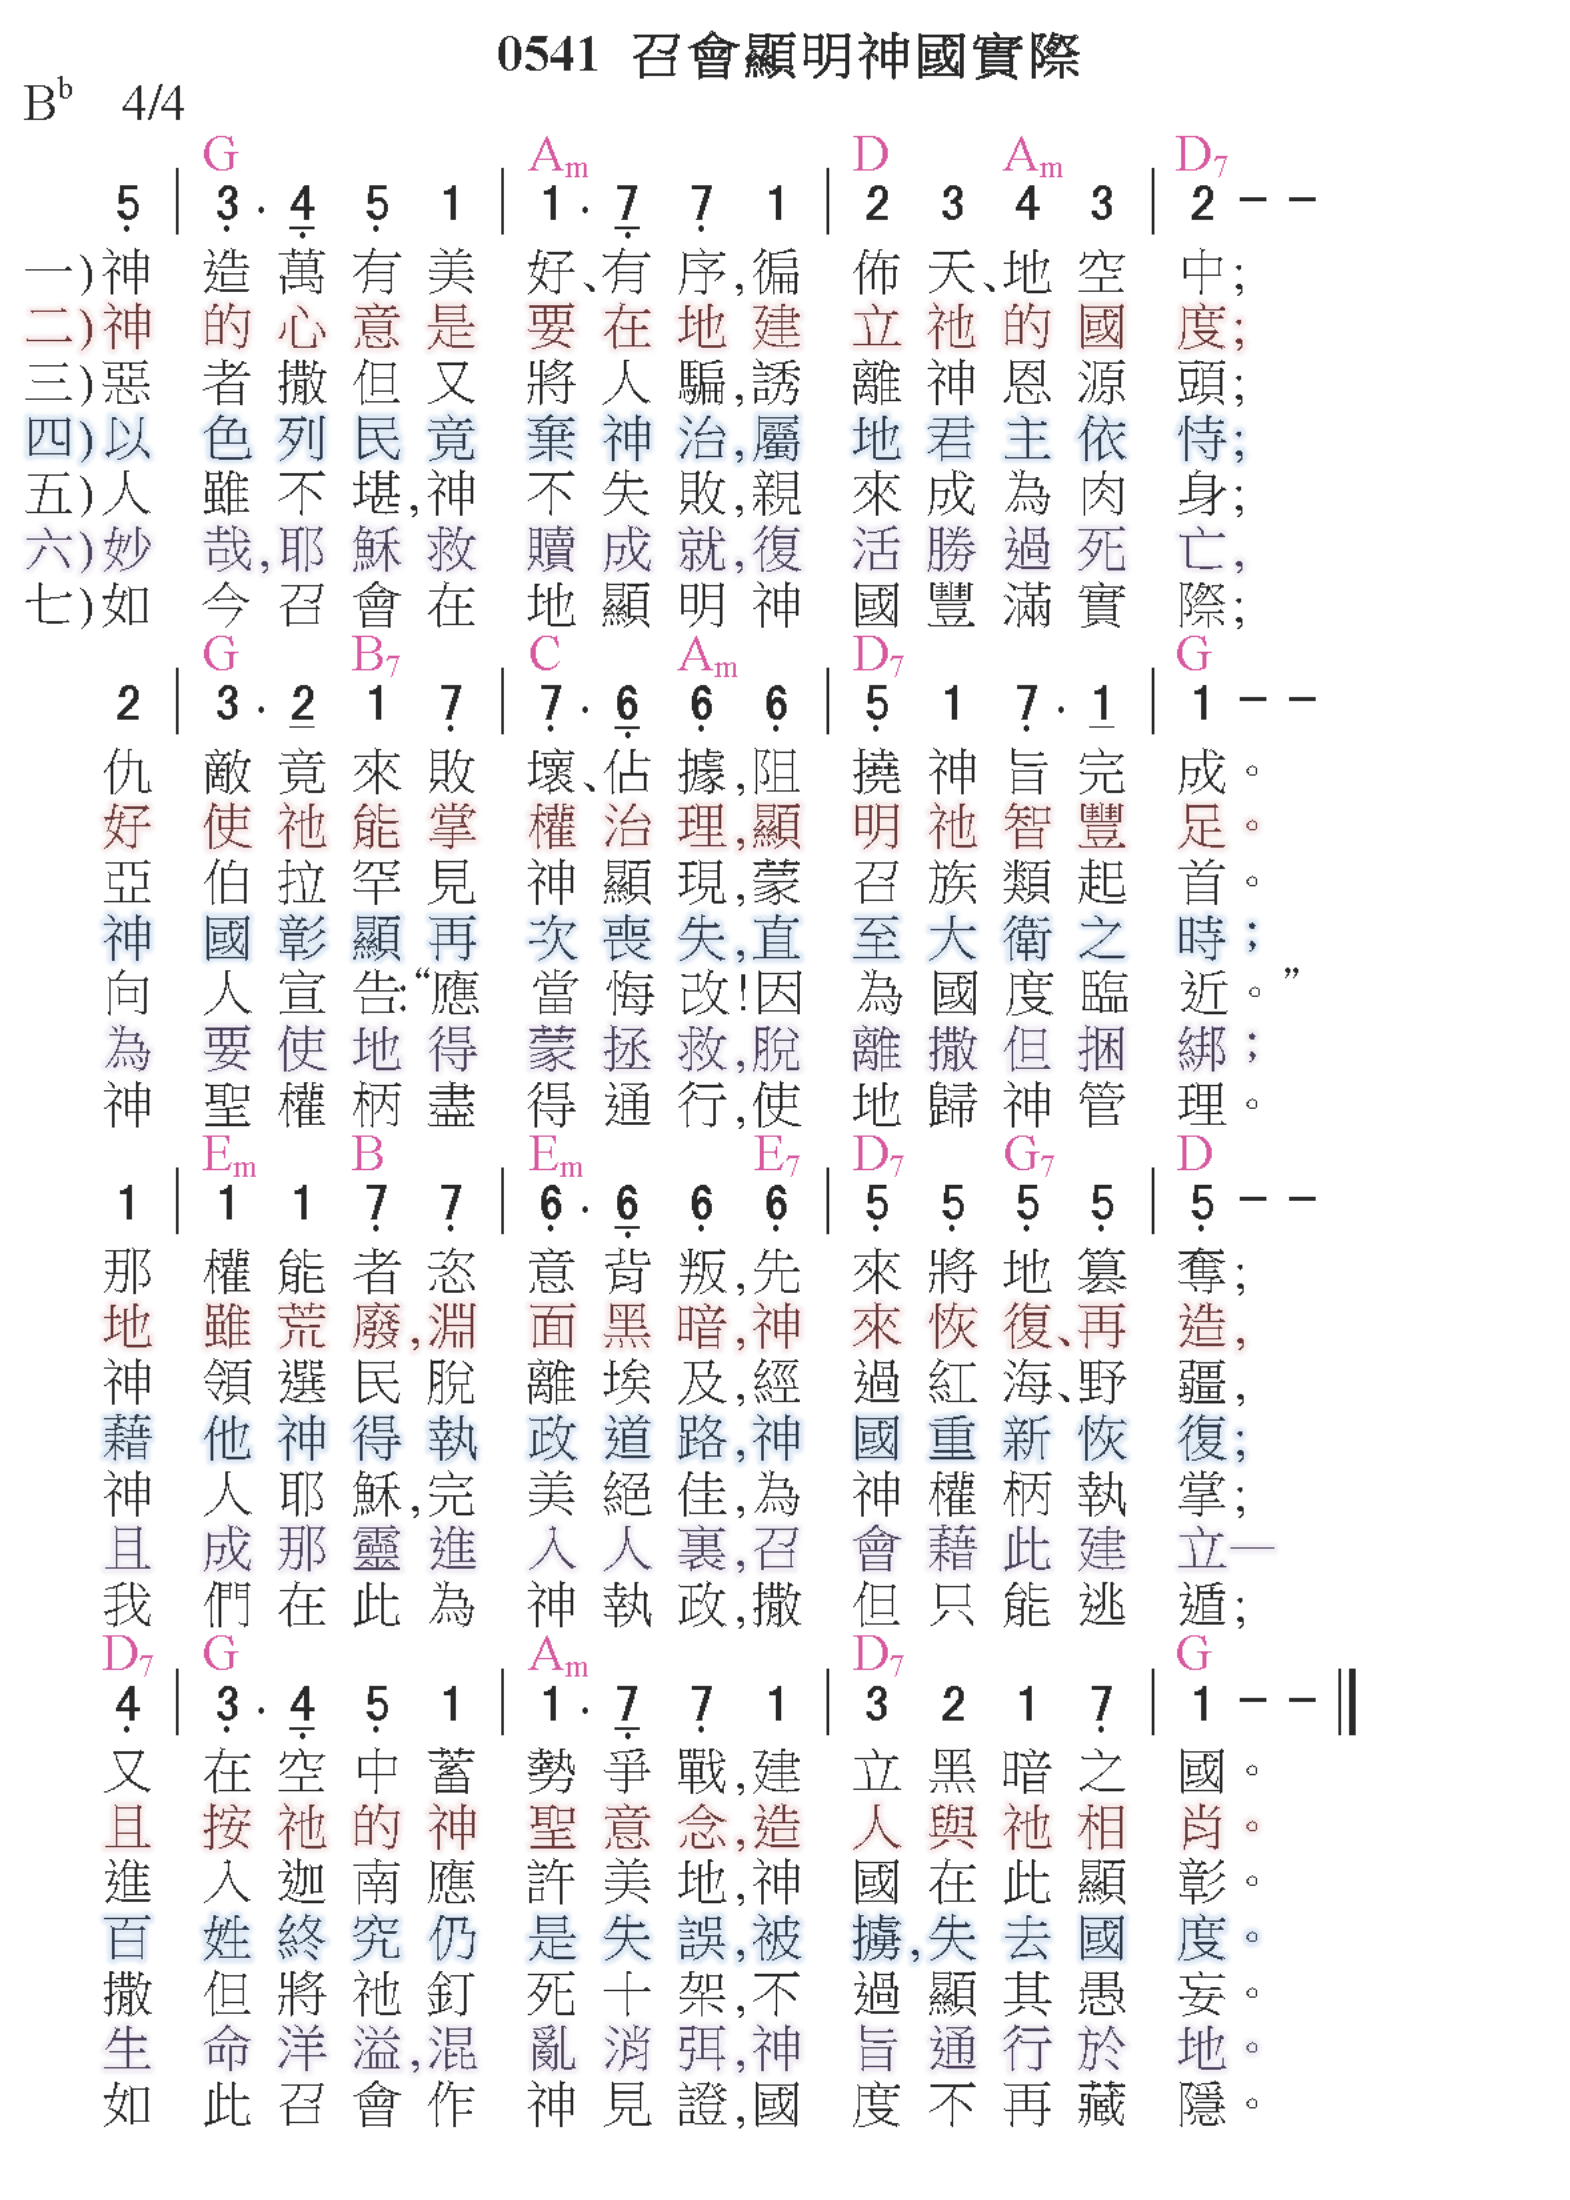 0541 召會顯明神國實際
B♭ 4/4
G Am D Am D7
5 | 3 . 4 5 1 | 1 . 7 7 1 | 2 3 4 3 | 2 – –
一)神 造 萬 有 美 好、有 序,徧 佈 天、地 空 中;
二)神 的 心 意 是 要 在 地 建 立 祂 的 國 度;
三)惡 者 撒 但 又 將 人 騙,誘 離 神 恩 源 頭;
四)以 色 列 民 竟 棄 神 治,屬 地 君 主 依 恃;
五)人 雖 不 堪,神 不 失 敗,親 來 成 為 肉 身;
六)妙 哉,耶 穌 救 贖 成 就,復 活 勝 過 死 亡,
七)如 今 召 會 在 地 顯 明 神 國 豐 滿 實 際;
G B7 C Am D7 G
2 | 3 . 2 1 7 | 7 . 6 6 6 | 5 1 7 . 1 | 1 – –
仇 敵 竟 來 敗 壞、佔 據,阻 撓 神 旨 完 成。
好 使 祂 能 掌 權 治 理,顯 明 祂 智 豐 足。
亞 伯 拉 罕 見 神 顯 現,蒙 召 族 類 起 首。
神 國 彰 顯 再 次 喪 失,直 至 大 衛 之 時;
向 人 宣 告:“應 當 悔 改!因 為 國 度 臨 近。”
為 要 使 地 得 蒙 拯 救,脫 離 撒 但 捆 綁;
神 聖 權 柄 盡 得 通 行,使 地 歸 神 管 理。
Em B Em E7 D7 G7 D
1 | 1 1 7 7 | 6 . 6 6 6 | 5 5 5 5 | 5 – –
那 權 能 者 恣 意 背 叛,先 來 將 地 篡 奪;
地 雖 荒 廢,淵 面 黑 暗,神 來 恢 復、再 造,
神 領 選 民 脫 離 埃 及,經 過 紅 海、野 疆,
藉 他 神 得 執 政 道 路,神 國 重 新 恢 復;
神 人 耶 穌,完 美 絕 佳,為 神 權 柄 執 掌;
且 成 那 靈 進 入 人 裏,召 會 藉 此 建 立—
我 們 在 此 為 神 執 政,撒 但 只 能 逃 遁;
D7 G Am D7 G
4 | 3 . 4 5 1 | 1 . 7 7 1 | 3 2 1 7 | 1 – – ‖
又 在 空 中 蓄 勢 爭 戰,建 立 黑 暗 之 國。
且 按 祂 的 神 聖 意 念,造 人 與 祂 相 肖。
進 入 迦 南 應 許 美 地,神 國 在 此 顯 彰。
百 姓 終 究 仍 是 失 誤,被 擄,失 去 國 度。
撒 但 將 祂 釘 死 十 架,不 過 顯 其 愚 妄。
生 命 洋 溢,混 亂 消 弭,神 旨 通 行 於 地。
如 此 召 會 作 神 見 證,國 度 不 再 藏 隱。